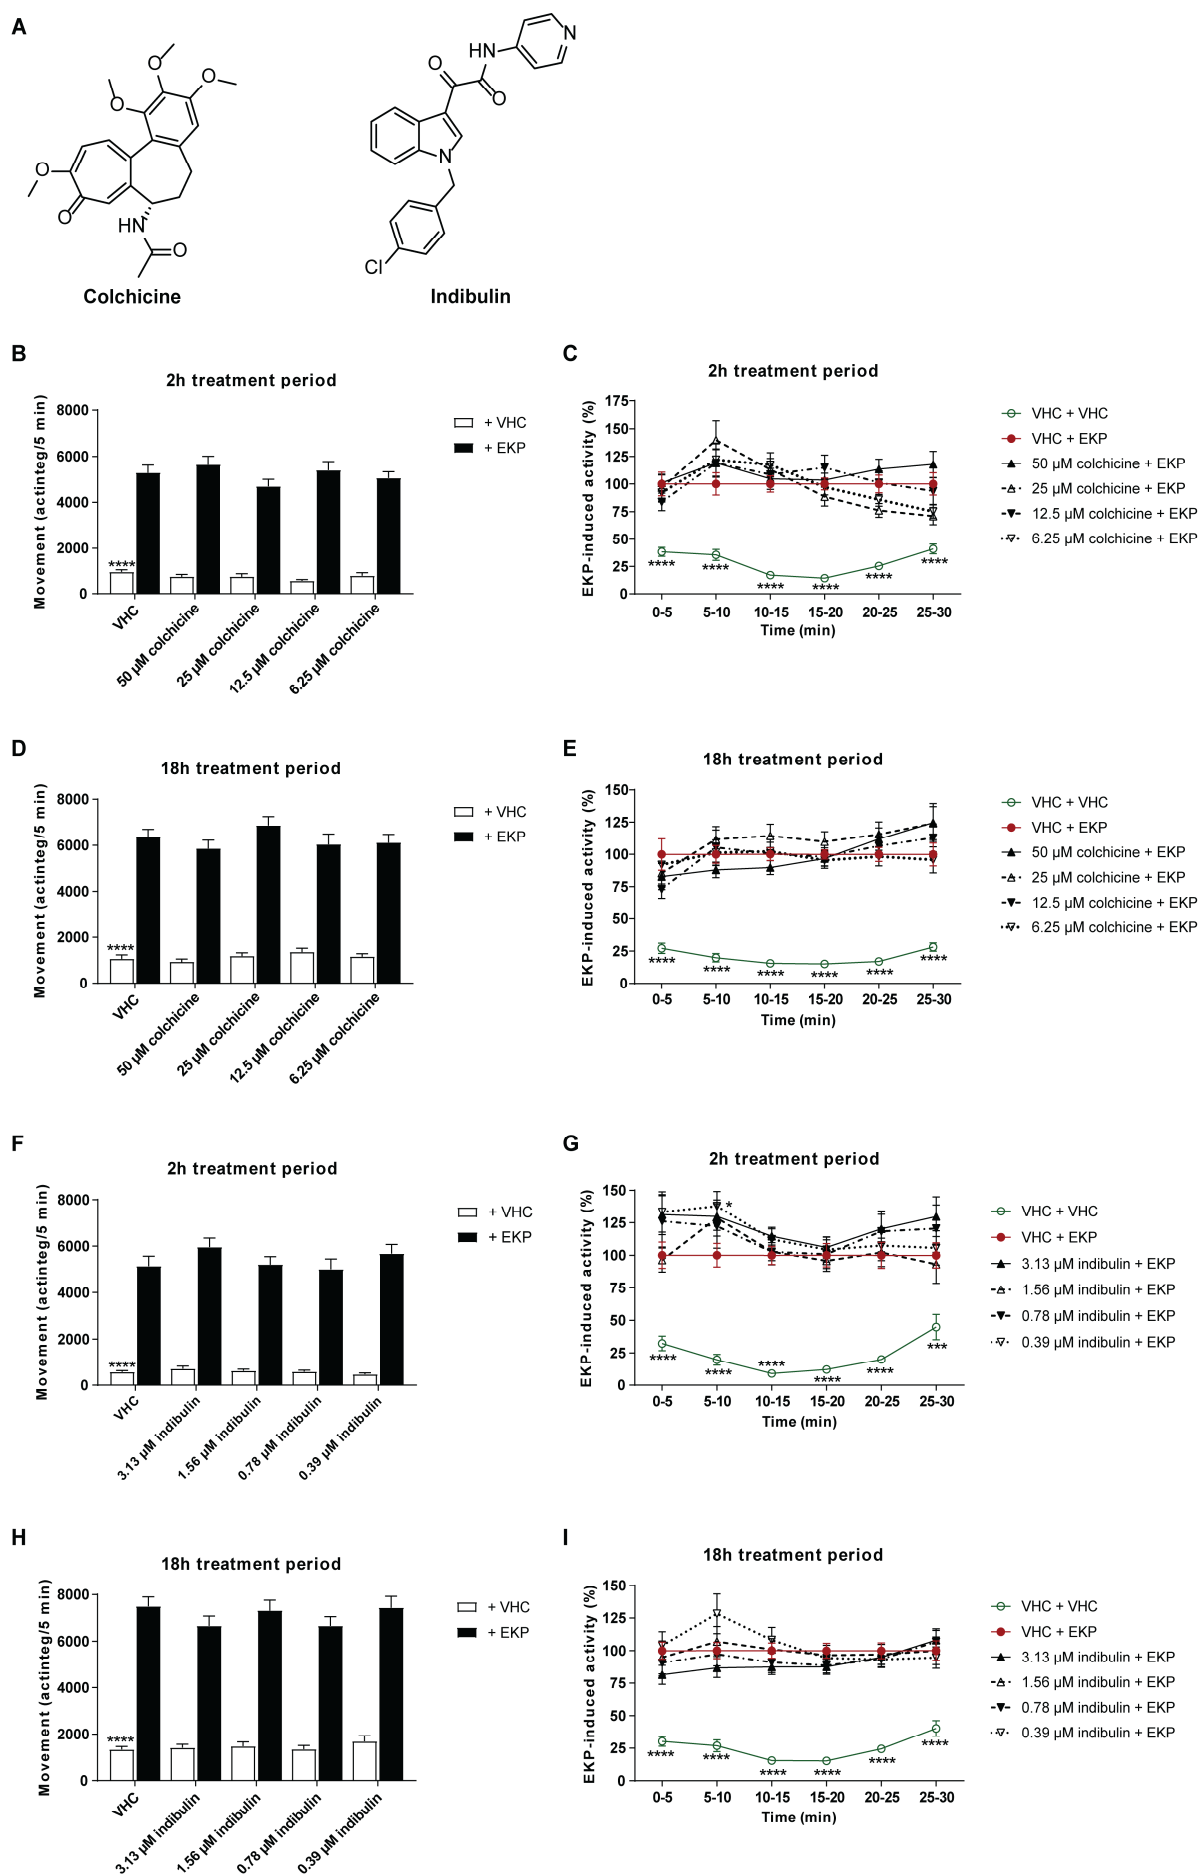 A
O
O
O
O
O
HN
O
Colchicine
N
HN
O
O
N
Cl
Indibulin
B
2h treatment period
Movement (actinteg/5 min)
8000
6000
4000
2000
0
****
+ VHC
+ EKP
VHC
50 µM colchicine
25 µM colchicine
12.5 µM colchicine
6.25 µM colchicine
C
2h treatment period
EKP-induced activity (%)
175
150
125
100
75
50
25
0
**** **** **** **** **** ****
0-5 5-10 10-15 15-20 20-25 25-30
Time (min)
VHC + VHC
VHC + EKP
50 µM colchicine + EKP
25 µM colchicine + EKP
12.5 µM colchicine + EKP
6.25 µM colchicine + EKP
D
18h treatment period
Movement (actinteg/5 min)
8000
6000
4000
2000
0
****
+ VHC
+ EKP
VHC
50 µM colchicine
25 µM colchicine
12.5 µM colchicine
6.25 µM colchicine
E
18h treatment period
EKP-induced activity (%)
150
125
100
75
50
25
0
**** **** **** **** **** ****
0-5 5-10 10-15 15-20 20-25 25-30
Time (min)
VHC + VHC
VHC + EKP
50 µM colchicine + EKP
25 µM colchicine + EKP
12.5 µM colchicine + EKP
6.25 µM colchicine + EKP
F
2h treatment period
Movement (actinteg/5 min)
8000
6000
4000
2000
0
****
+ VHC
+ EKP
VHC
3.13 µM indibulin
1.56 µM indibulin
0.78 µM indibulin
0.39 µM indibulin
G
2h treatment period
EKP-induced activity (%)
150
125
100
75
50
25
0
*
**** **** **** **** **** ***
0-5 5-10 10-15 15-20 20-25 25-30
Time (min)
VHC + VHC
VHC + EKP
3.13 µM indibulin + EKP
1.56 µM indibulin + EKP
0.78 µM indibulin + EKP
0.39 µM indibulin + EKP
H
18h treatment period
Movement (actinteg/5 min)
8000
6000
4000
2000
0
****
+ VHC
+ EKP
VHC
3.13 µM indibulin
1.56 µM indibulin
0.78 µM indibulin
0.39 µM indibulin
I
18h treatment period
EKP-induced activity (%)
150
125
100
75
50
25
0
**** **** **** **** **** ****
0-5 5-10 10-15 15-20 20-25 25-30
Time (min)
VHC + VHC
VHC + EKP
3.13 µM indibulin + EKP
1.56 µM indibulin + EKP
0.78 µM indibulin + EKP
0.39 µM indibulin + EKP